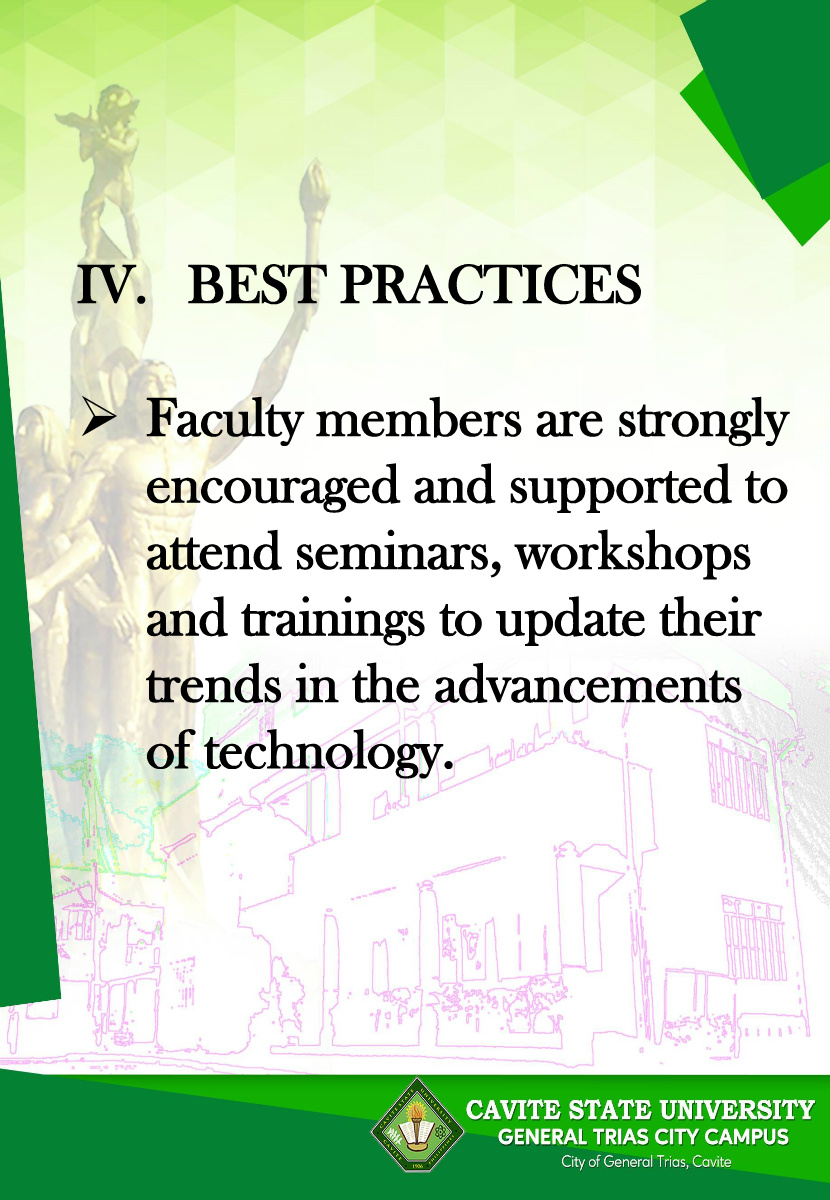 IV. BEST PRACTICES
➢ Faculty members are strongly
encouraged and supported to
attend seminars, workshops
and trainings to update their
trends in the advancements
of technology.
CAVITE STATE UNIVERSITY
GENERAL TRIAS CITY CAMPUS
City of General Trias, Cavite
1906